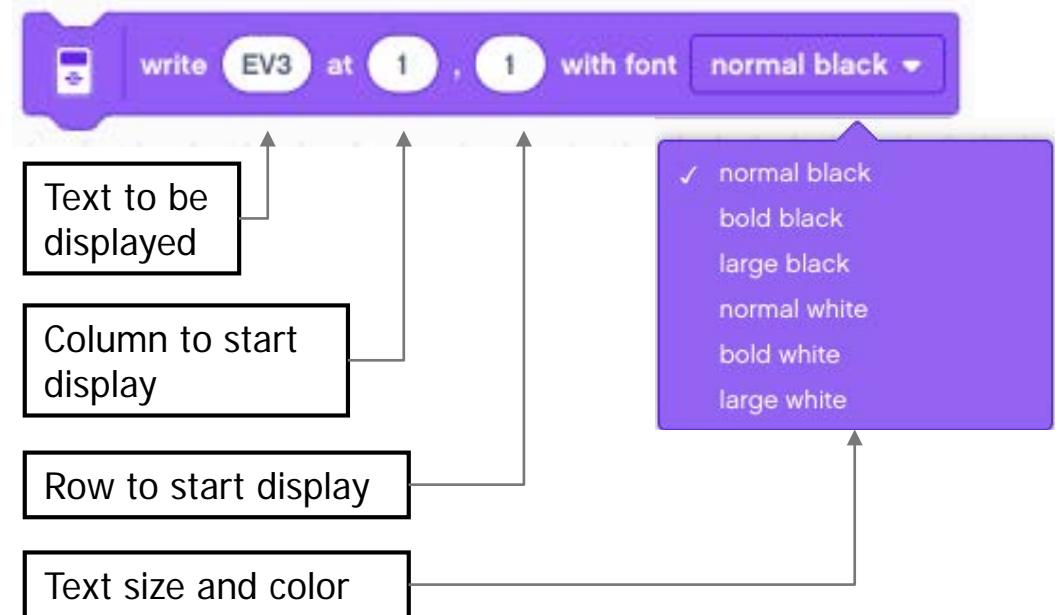 write EV3 at 1 , 1 with font normal black
Text to be
displayed
Column to start
display
Row to start display
Text size and color
✓ normal black
bold black
large black
normal white
bold white
large white